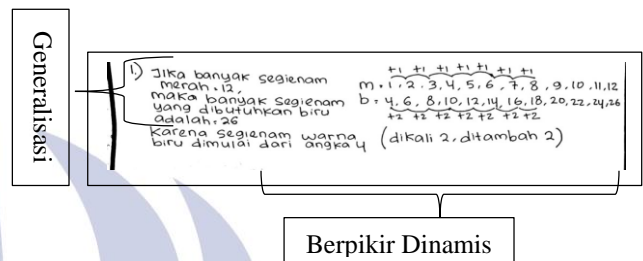 Generalisasi
1.) Jika banyak segienam
merah = 12,
maka banyak segienam
yang dibutuhkan biru
adalah = 26
Karena segienam warna
biru dimulai dari angka 4
+1 +1 +1 +1 +1 +1 +1
m = 1, 2, 3, 4, 5, 6, 7, 8, 9, 10, 11, 12
b = 4, 6, 8, 10, 12, 14, 16, 18, 20, 22, 24, 26
+2 +2 +2 +2 +2 +2 +2
(dikali 2, ditambah 2)
Berpikir Dinamis